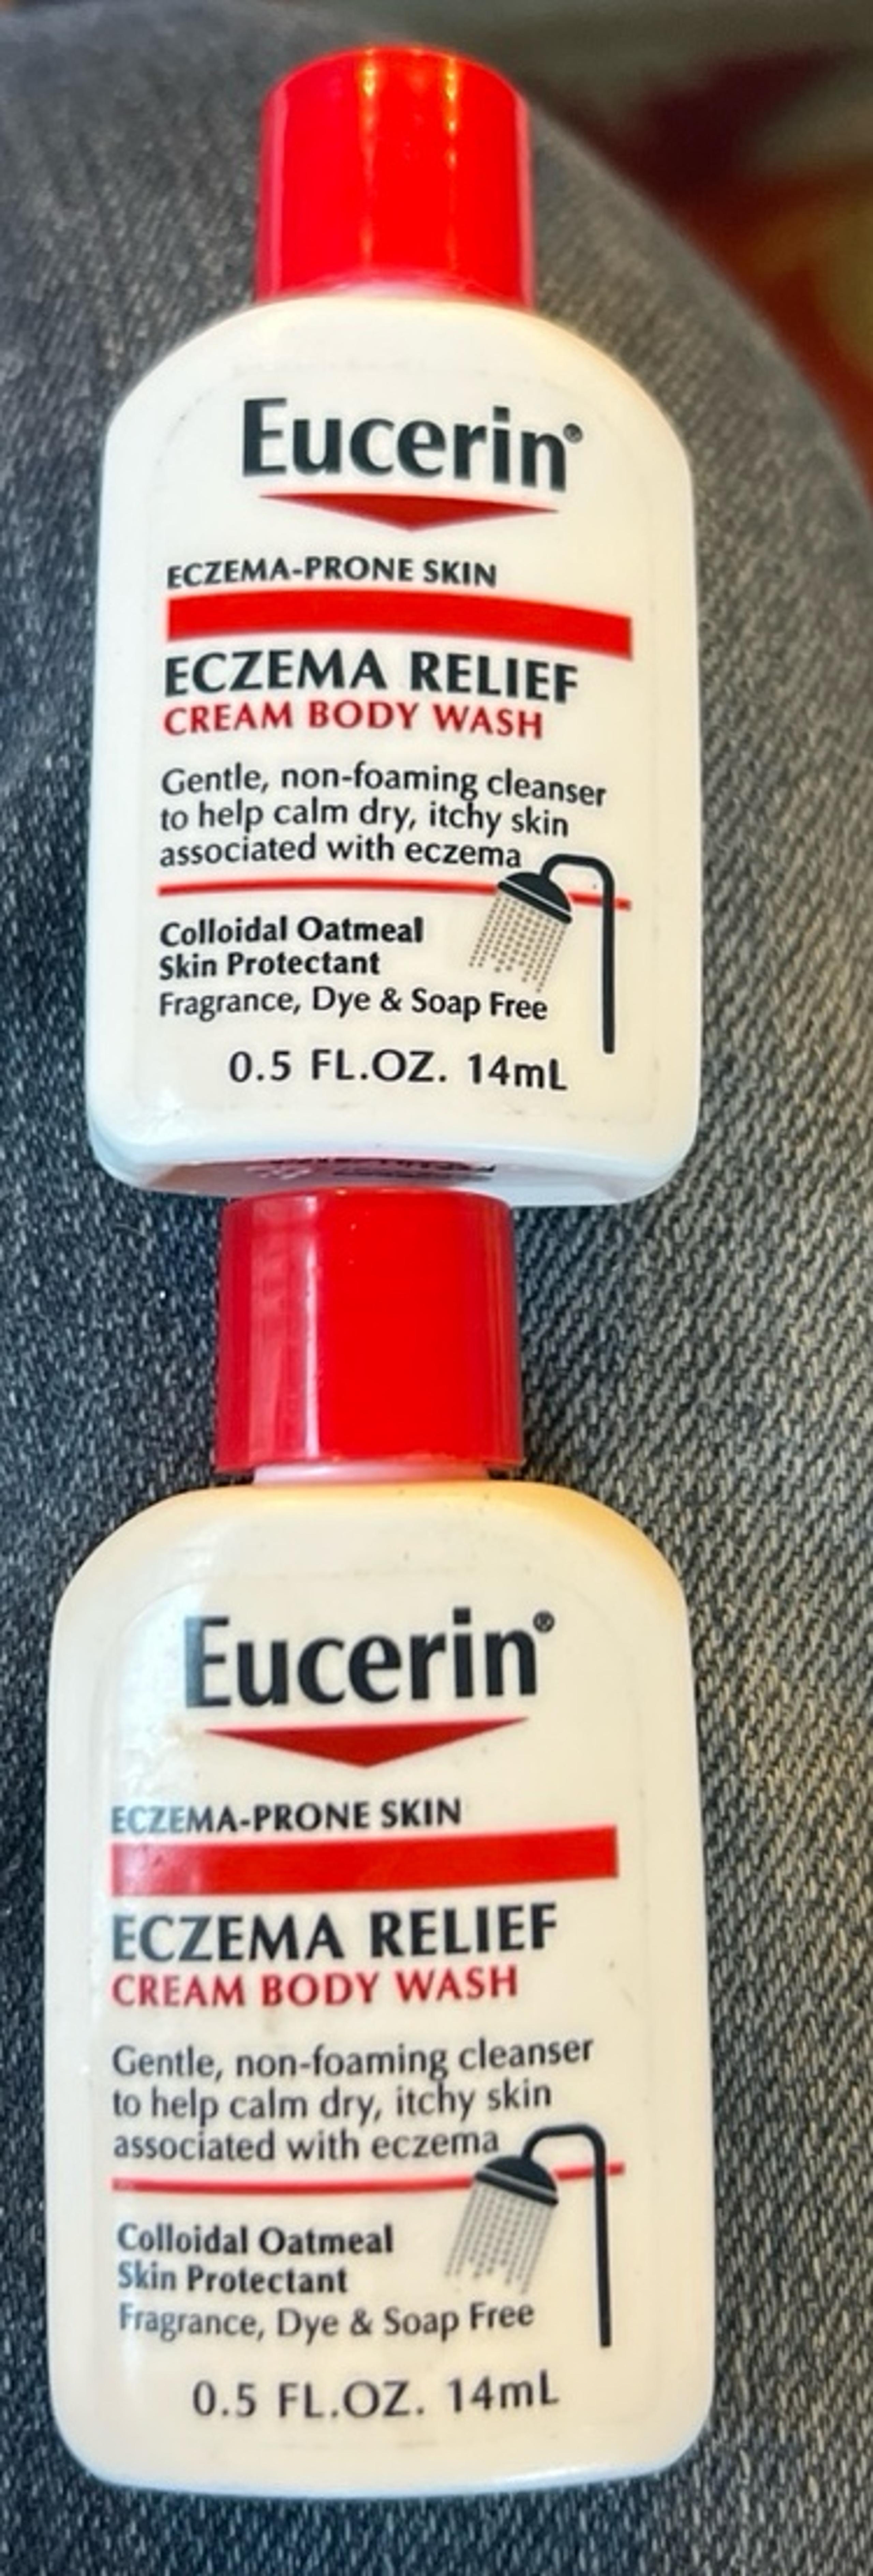 Eucerin®
ECZEMA-PRONE SKIN
ECZEMA RELIEF
CREAM BODY WASH
Gentle, non-foaming cleanser
to help calm dry, itchy skin
associated with eczema
Colloidal Oatmeal
Skin Protectant
Fragrance, Dye & Soap Free
0.5 FL.OZ. 14mL
Eucerin®
ECZEMA-PRONE SKIN
ECZEMA RELIEF
CREAM BODY WASH
Gentle, non-foaming cleanser
to help calm dry, itchy skin
associated with eczema
Colloidal Oatmeal
Skin Protectant
Fragrance, Dye & Soap Free
0.5 FL.OZ. 14mL